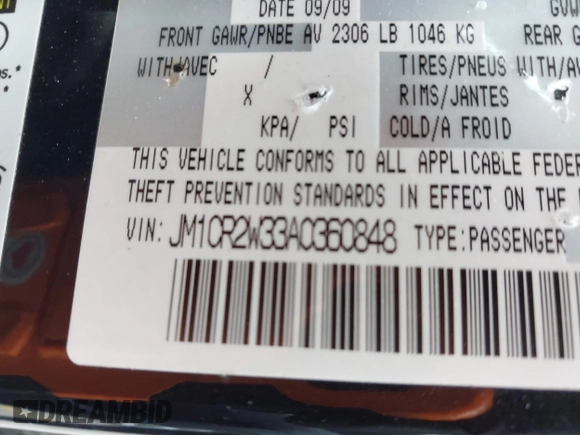 DATE 09/09 GVW
FRONT GAWR/PNBE AV 2306 LB 1046 KG REAR G
WITH/AVEC / TIRES/PNEUS WITH/AV
X RIMS/JANTES
KPA/ PSI COLD/A FROID
THIS VEHICLE CONFORMS TO ALL APPLICABLE FEDER
THEFT PREVENTION STANDARDS IN EFFECT ON THE
VIN: JM1CR2W33A0360848 TYPE:PASSENGER
DREAMBID